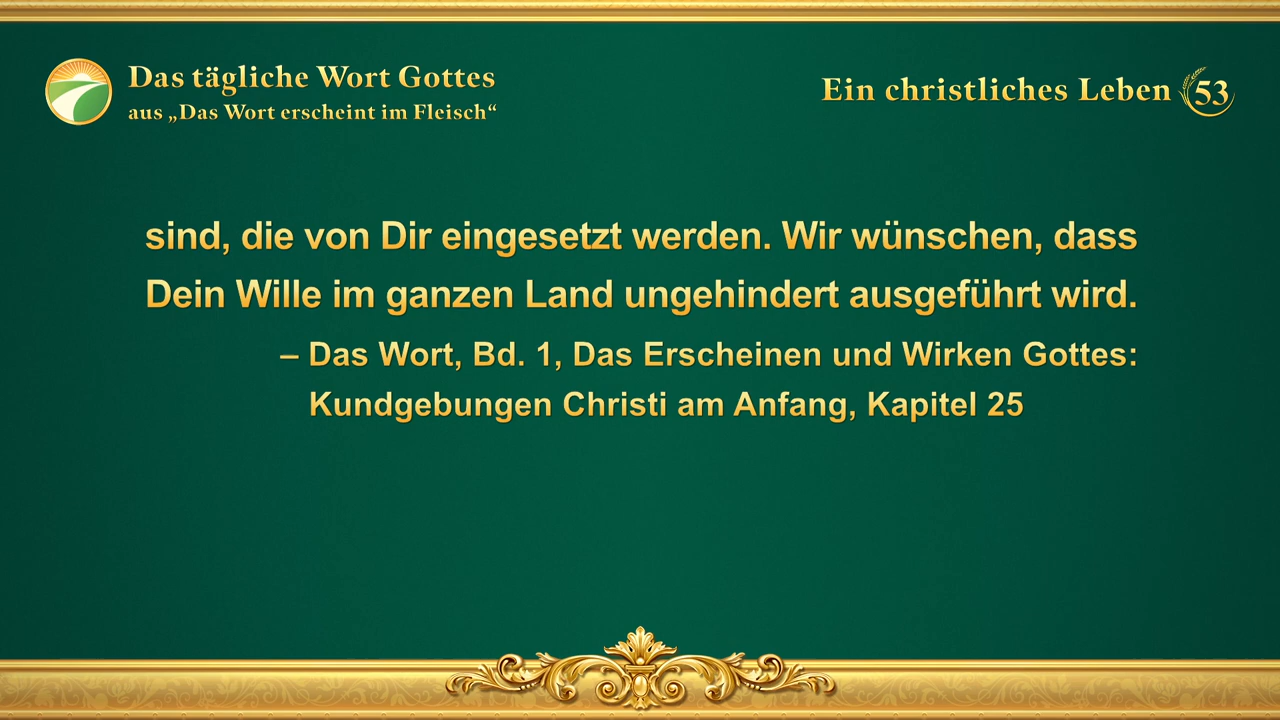 Das tägliche Wort Gottes
aus „Das Wort erscheint im Fleisch“
Ein christliches Leben 53
sind, die von Dir eingesetzt werden. Wir wünschen, dass
Dein Wille im ganzen Land ungehindert ausgeführt wird.
– Das Wort, Bd. 1, Das Erscheinen und Wirken Gottes:
Kundgebungen Christi am Anfang, Kapitel 25